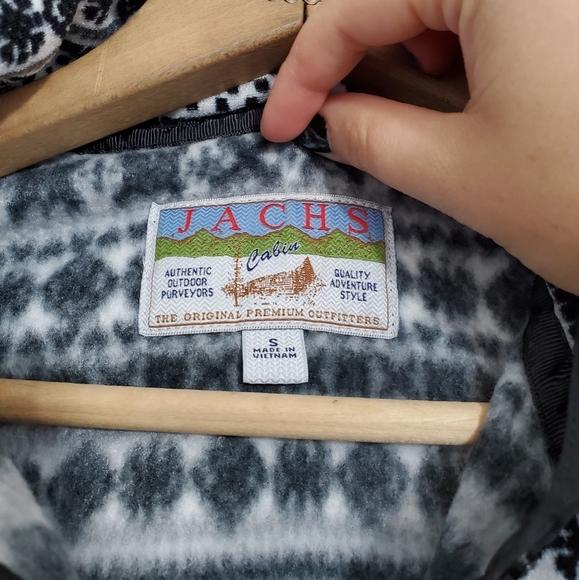 JACHS
Cabin
AUTHENTIC
OUTDOOR
PURVEYORS
QUALITY
ADVENTURE
STYLE
THE ORIGINAL PREMIUM OUTFITTERS
S
MADE IN
VIETNAM